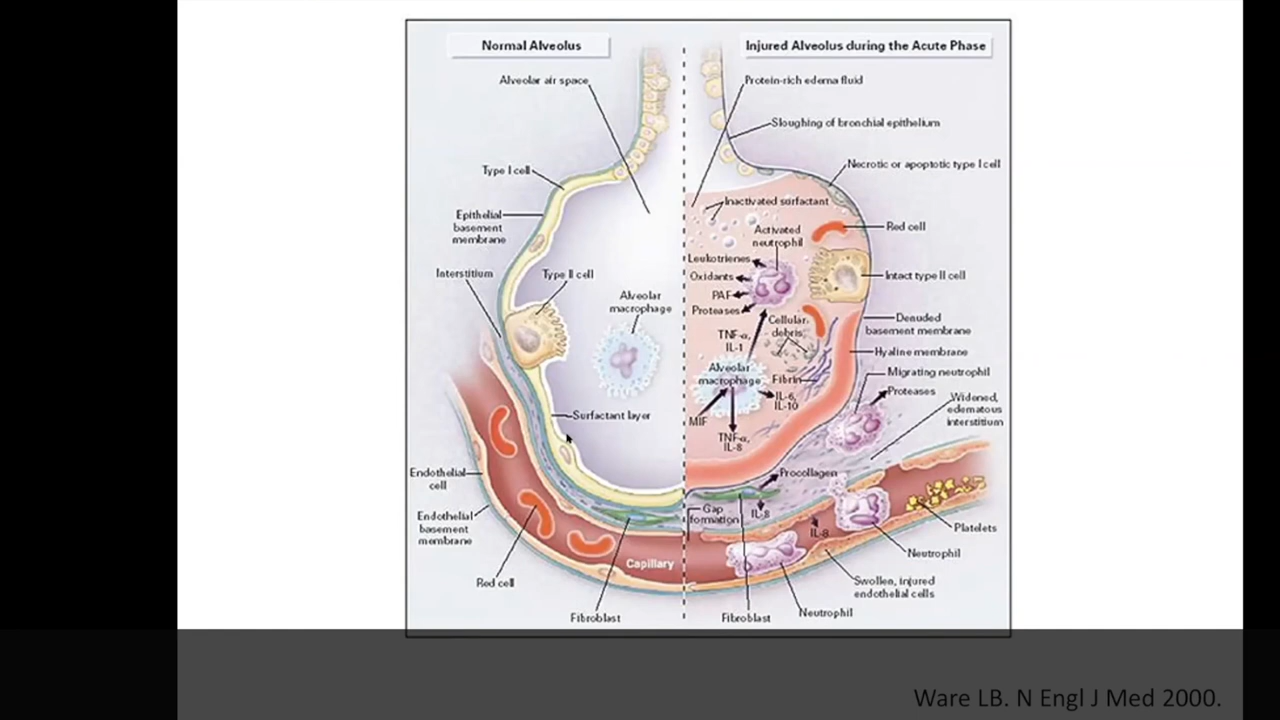 Normal Alveolus
Injured Alveolus during the Acute Phase
Alveolar air space
Type I cell
Epithelial
basement
membrane
Interstitium
Type II cell
Alveolar
macrophage
Surfactant layer
Endothelial
cell
Endothelial
basement
membrane
Red cell
Fibroblast
Capillary
Protein-rich edema fluid
Sloughing of bronchial epithelium
Necrotic or apoptotic type I cell
Inactivated surfactant
Red cell
Activated
neutrophil
Leukotrienes
Oxidants
PAF
Proteases
Intact type II cell
Cellular
debris
TNF-α,
IL-1
Denuded
basement membrane
Hyaline membrane
Alveolar
macrophage
Fibrin
Migrating neutrophil
Proteases
IL-6,
IL-10
MIF
TNF-α,
IL-8
Widened,
edematous
interstitium
Procollagen
Gap
formation
IL-8
IL-8
Platelets
Neutrophil
Swollen, injured
endothelial cells
Neutrophil
Fibroblast
Ware LB. N Engl J Med 2000.